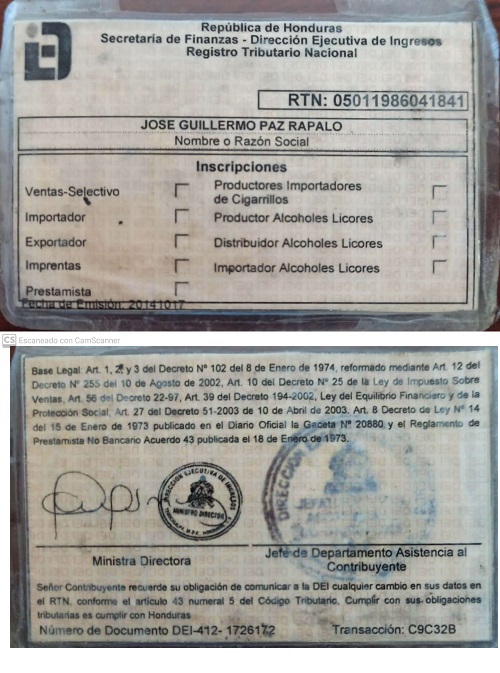 República de Honduras
Secretaría de Finanzas - Dirección Ejecutiva de Ingresos
Registro Tributario Nacional
RTN: 05011986041841
JOSE GUILLERMO PAZ RAPALO
Nombre o Razón Social
Inscripciones
Ventas-Selectivo
Productores Importadores de Cigarrillos
Importador
Productor Alcoholes Licores
Exportador
Distribuidor Alcoholes Licores
Imprentas
Importador Alcoholes Licores
Prestamista
Fecha de Emisión: 20141017
CS Escaneado con CamScanner
Base Legal: Art. 1, 2 y 3 del Decreto Nº 102 del 8 de Enero de 1974, reformado mediante Art. 12 del
Decreto Nº 255 del 10 de Agosto de 2002, Art. 10 del Decreto Nº 25 de la Ley de Impuesto Sobre
Ventas, Art. 56 del Decreto 22-97, Art. 39 del Decreto 194-2002, Ley del Equilibrio Financiero y de la
Protección Social, Art. 27 del Decreto 51-2003 de 10 de Abril de 2003, Art. 8 Decreto de Ley Nº 14
del 15 de Enero de 1973 publicado en el Diario Oficial la Gaceta Nº 20880 y el Reglamento de
Prestamista No Bancario Acuerdo 43 publicada el 18 de Enero de 1973.
DIRECCION EJECUTIVA DE INGRESOS
MINISTRO DIRECTOR
DIRECCION
Ministra Directora
Jefe de Departamento Asistencia al
Contribuyente
Señor Contribuyente recuerde su obligación de comunicar a la DEI cualquier cambio en sus datos en
el RTN, conforme el articulo 43 numeral 5 del Código Tributario. Cumplir con sus obligaciones
tributarias es cumplir con Honduras
Número de Documento DEI-412- 1726172
Transacción: C9C32B